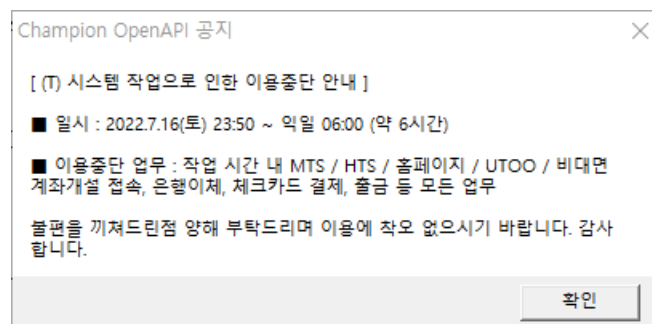 Champion OpenAPI 공지
[ (T) 시스템 작업으로 인한 이용중단 안내 ]
■ 일시 : 2022.7.16(토) 23:50 ~ 익일 06:00 (약 6시간)
■ 이용중단 업무 : 작업 시간 내 MTS / HTS / 홈페이지 / UTOO / 비대면
계좌개설 접속, 은행이체, 체크카드 결제, 출금 등 모든 업무
불편을 끼쳐드린점 양해 부탁드리며 이용에 착오 없으시기 바랍니다. 감사
합니다.
확인